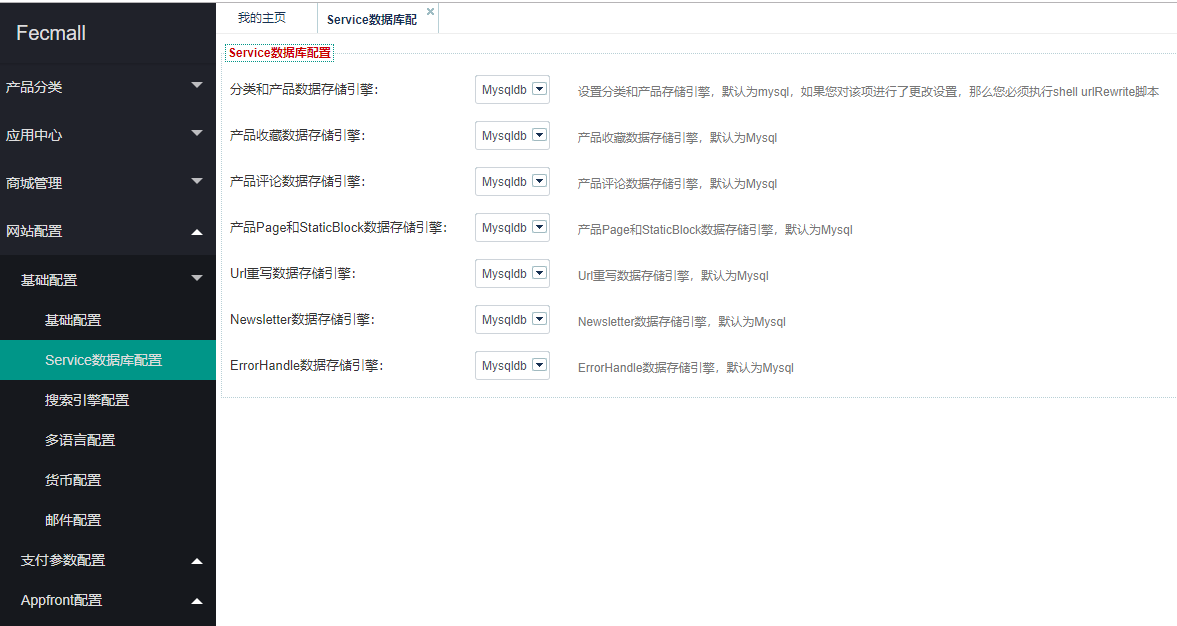 Fecmall
产品分类
应用中心
商城管理
网站配置
基础配置
基础配置
Service数据库配置
搜索引擎配置
多语言配置
货币配置
邮件配置
支付参数配置
Appfront配置
我的主页
Service数据库配
Service数据库配置
分类和产品数据存储引擎: Mysqldb 设置分类和产品存储引擎，默认为mysql，如果您对该项进行了更改设置，那么您必须执行shell urlRewrite脚本
产品收藏数据存储引擎: Mysqldb 产品收藏数据存储引擎，默认为Mysql
产品评论数据存储引擎: Mysqldb 产品评论数据存储引擎，默认为Mysql
产品Page和StaticBlock数据存储引擎: Mysqldb 产品Page和StaticBlock数据存储引擎，默认为Mysql
Url重写数据存储引擎: Mysqldb Url重写数据存储引擎，默认为Mysql
Newsletter数据存储引擎: Mysqldb Newsletter数据存储引擎，默认为Mysql
ErrorHandle数据存储引擎: Mysqldb ErrorHandle数据存储引擎，默认为Mysql